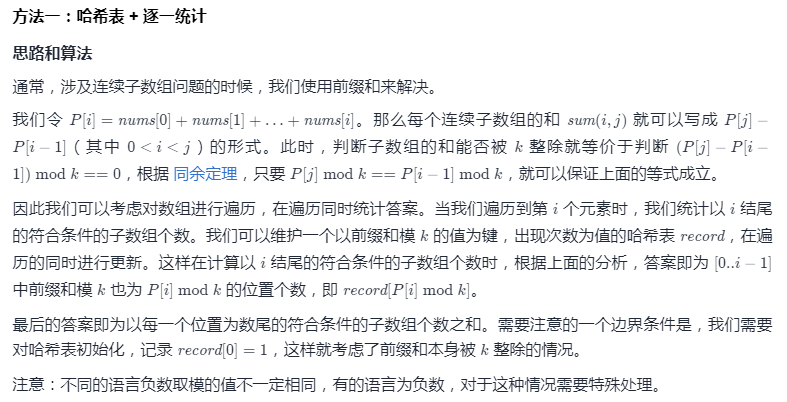 方法一：哈希表 + 逐一统计
思路和算法
通常，涉及连续子数组问题的时候，我们使用前缀和来解决。
我们令 P[i] = nums[0] + nums[1] + ... + nums[i]。那么每个连续子数组的和 sum(i, j) 就可以写成 P[j] −
P[i − 1]（其中 0 < i < j）的形式。此时，判断子数组的和能否被 k 整除就等价于判断 (P[j] − P[i −
1]) mod k == 0，根据 同余定理，只要 P[j] mod k == P[i − 1] mod k，就可以保证上面的等式成立。
因此我们可以考虑对数组进行遍历，在遍历同时统计答案。当我们遍历到第 i 个元素时，我们统计以 i 结尾
的符合条件的子数组个数。我们可以维护一个以前缀和模 k 的值为键，出现次数为值的哈希表 record，在遍
历的同时进行更新。这样在计算以 i 结尾的符合条件的子数组个数时，根据上面的分析，答案即为 [0..i − 1]
中前缀和模 k 也为 P[i] mod k 的位置个数，即 record[P[i] mod k]。
最后的答案即为以每一个位置为数尾的符合条件的子数组个数之和。需要注意的一个边界条件是，我们需要
对哈希表初始化，记录 record[0] = 1，这样就考虑了前缀和本身被 k 整除的情况。
注意：不同的语言负数取模的值不一定相同，有的语言为负数，对于这种情况需要特殊处理。